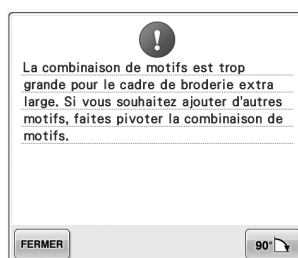 La combinaison de motifs est trop
grande pour le cadre de broderie extra
large. Si vous souhaitez ajouter d'autres
motifs, faites pivoter la combinaison de
motifs.
FERMER
90°